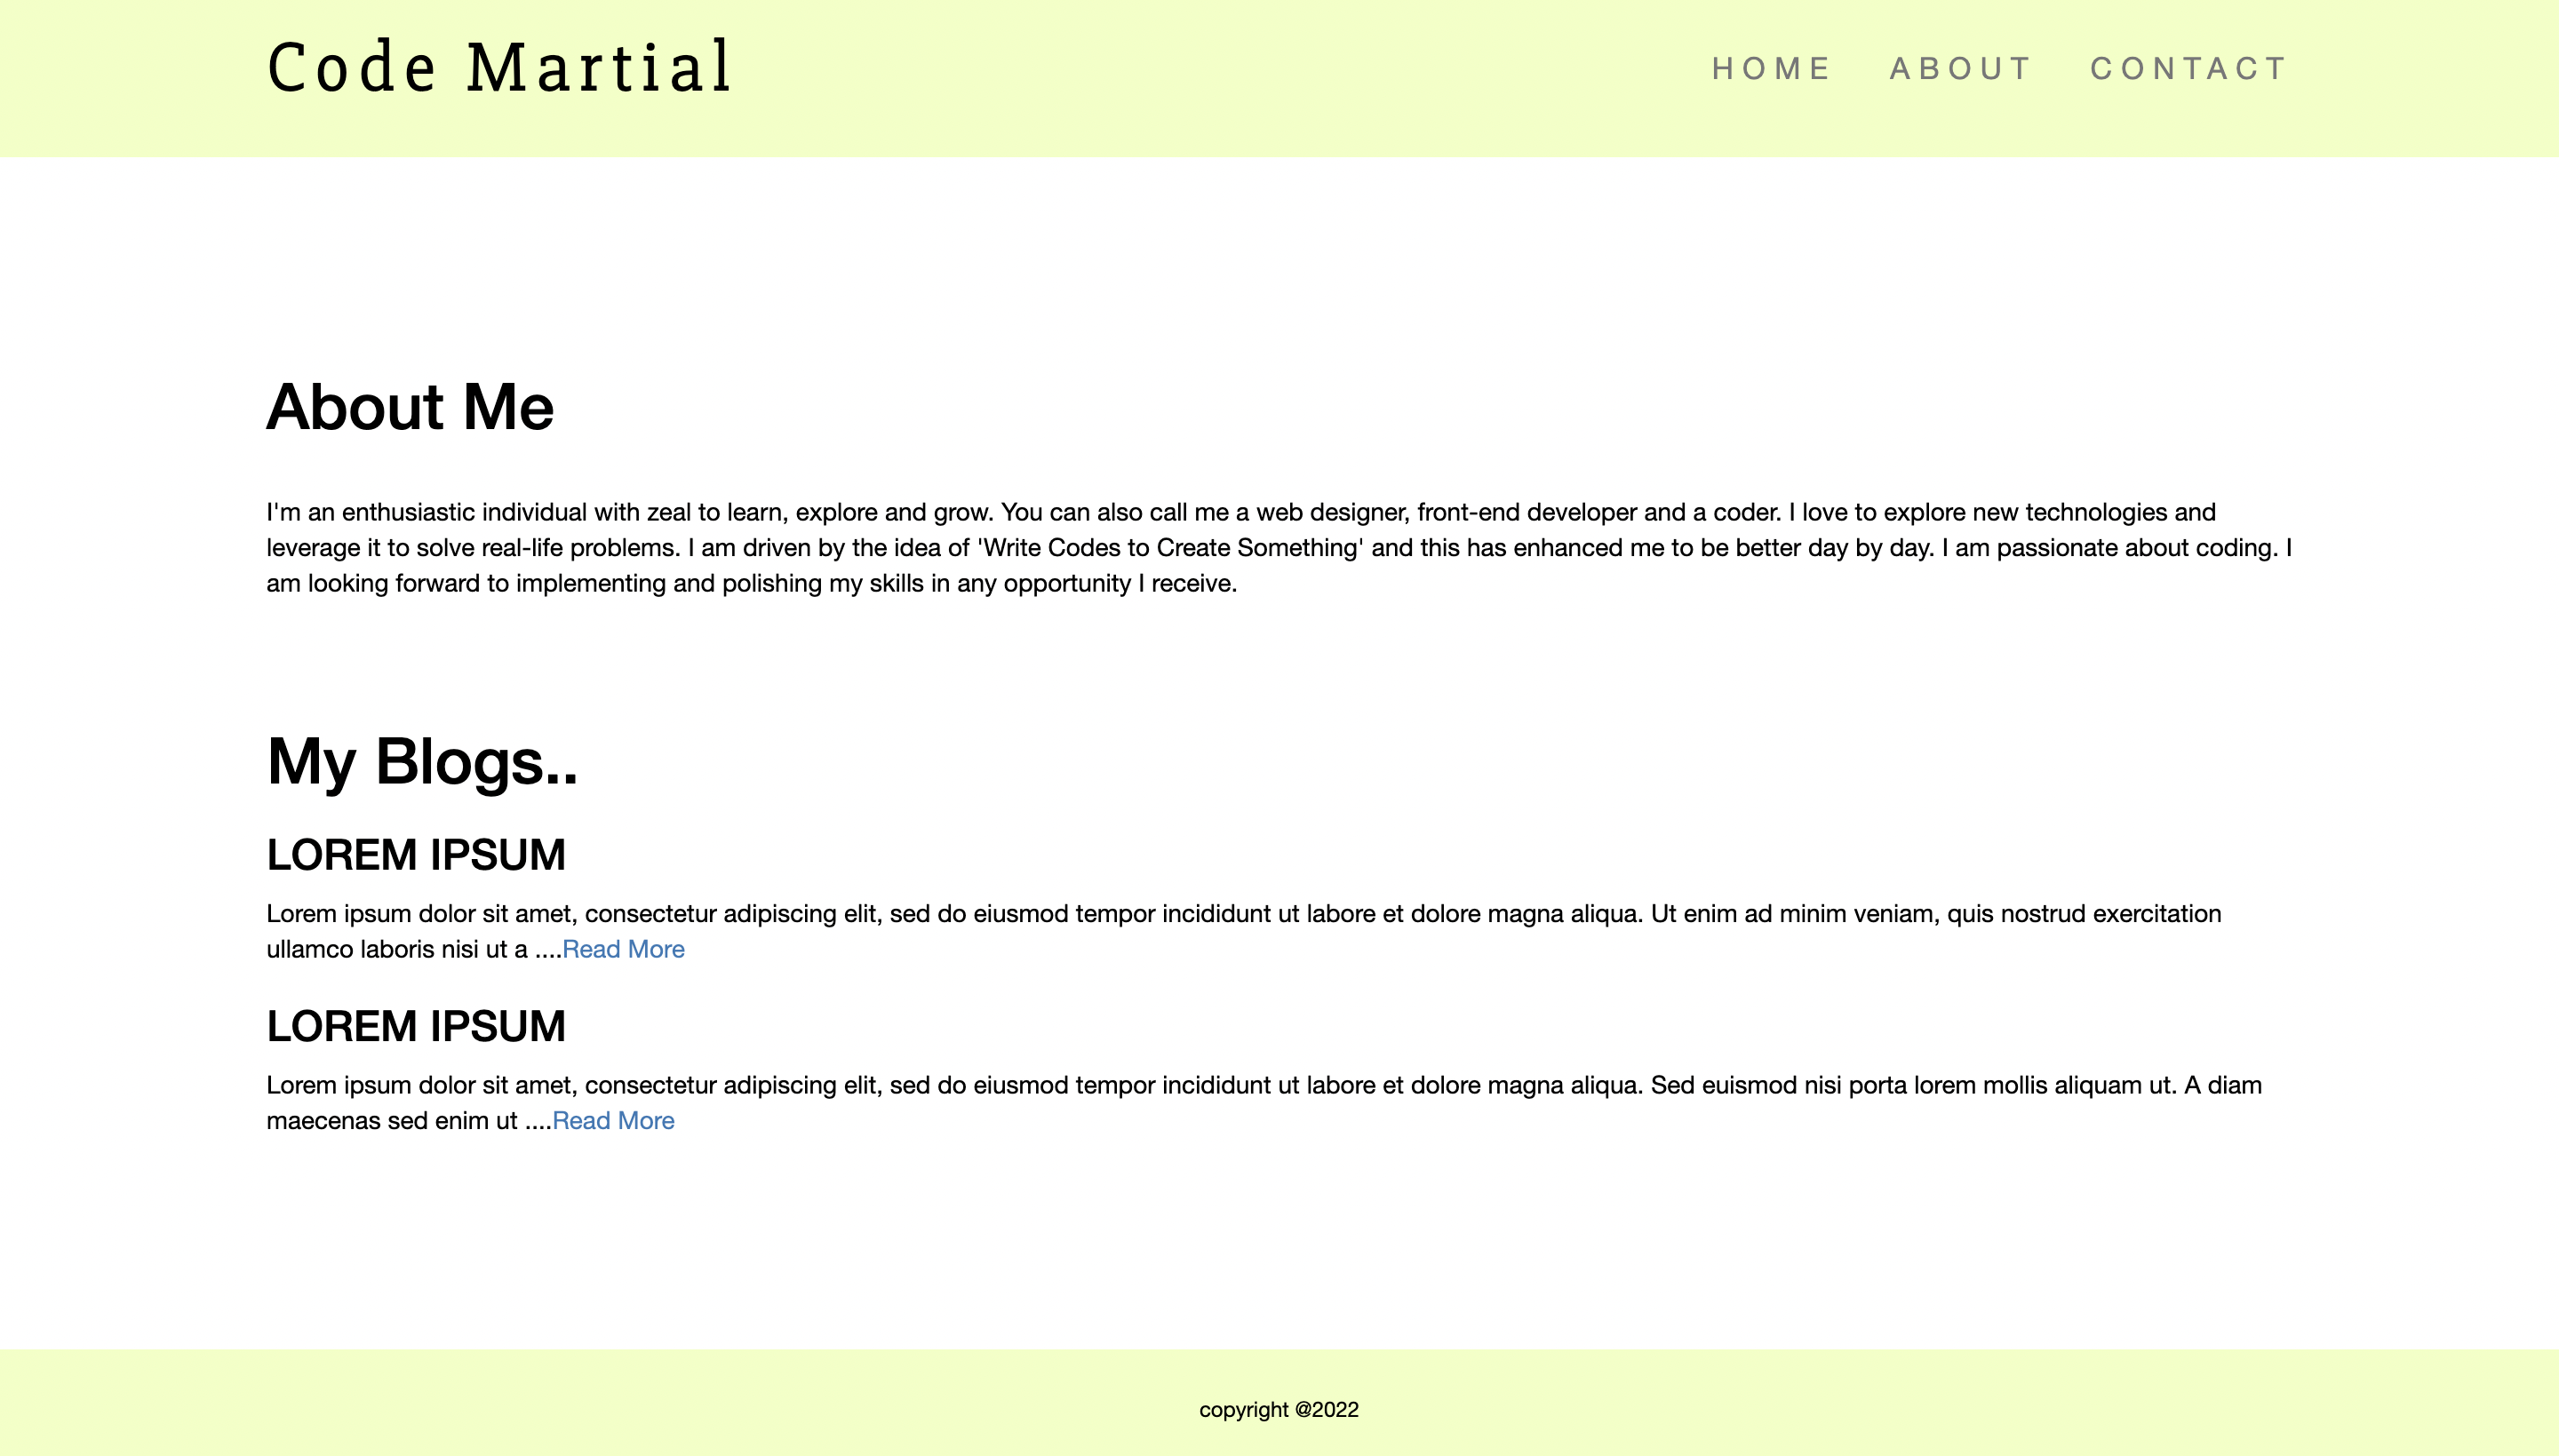 Code Martial
HOME ABOUT CONTACT
About Me
I'm an enthusiastic individual with zeal to learn, explore and grow. You can also call me a web designer, front-end developer and a coder. I love to explore new technologies and
leverage it to solve real-life problems. I am driven by the idea of 'Write Codes to Create Something' and this has enhanced me to be better day by day. I am passionate about coding. I
am looking forward to implementing and polishing my skills in any opportunity I receive.
My Blogs..
LOREM IPSUM
Lorem ipsum dolor sit amet, consectetur adipiscing elit, sed do eiusmod tempor incididunt ut labore et dolore magna aliqua. Ut enim ad minim veniam, quis nostrud exercitation
ullamco laboris nisi ut a ....Read More
LOREM IPSUM
Lorem ipsum dolor sit amet, consectetur adipiscing elit, sed do eiusmod tempor incididunt ut labore et dolore magna aliqua. Sed euismod nisi porta lorem mollis aliquam ut. A diam
maecenas sed enim ut ....Read More
copyright @2022